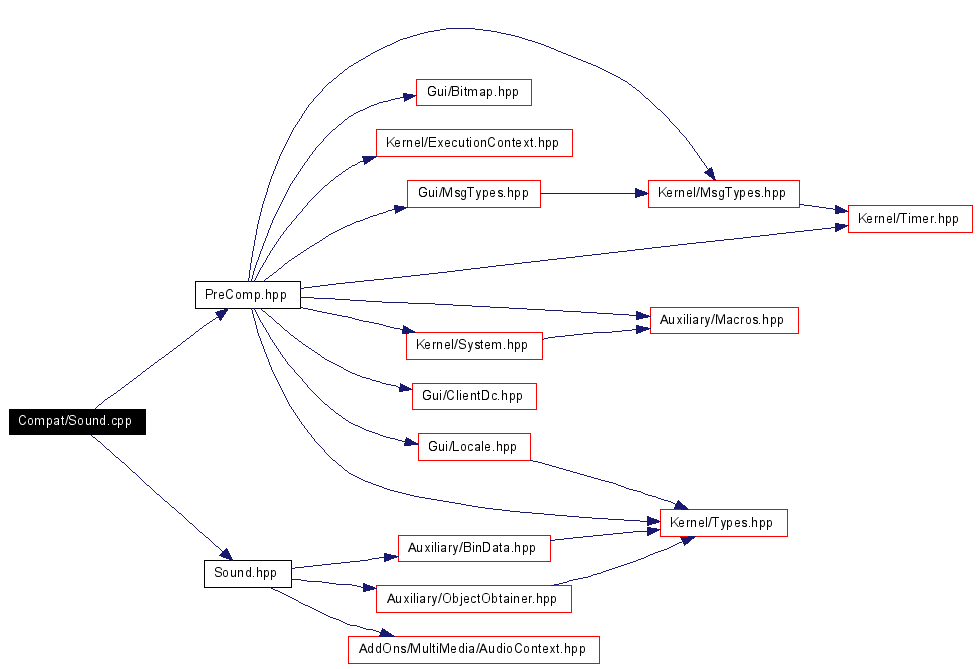 Gui/Bitmap.hpp
Kernel/ExecutionContext.hpp
Gui/MsgTypes.hpp
Kernel/MsgTypes.hpp
Kernel/Timer.hpp
PreComp.hpp
Auxiliary/Macros.hpp
Kernel/System.hpp
Gui/ClientDc.hpp
Compat/Sound.cpp
Gui/Locale.hpp
Kernel/Types.hpp
Auxiliary/BinData.hpp
Sound.hpp
Auxiliary/ObjectObtainer.hpp
AddOns/MultiMedia/AudioContext.hpp